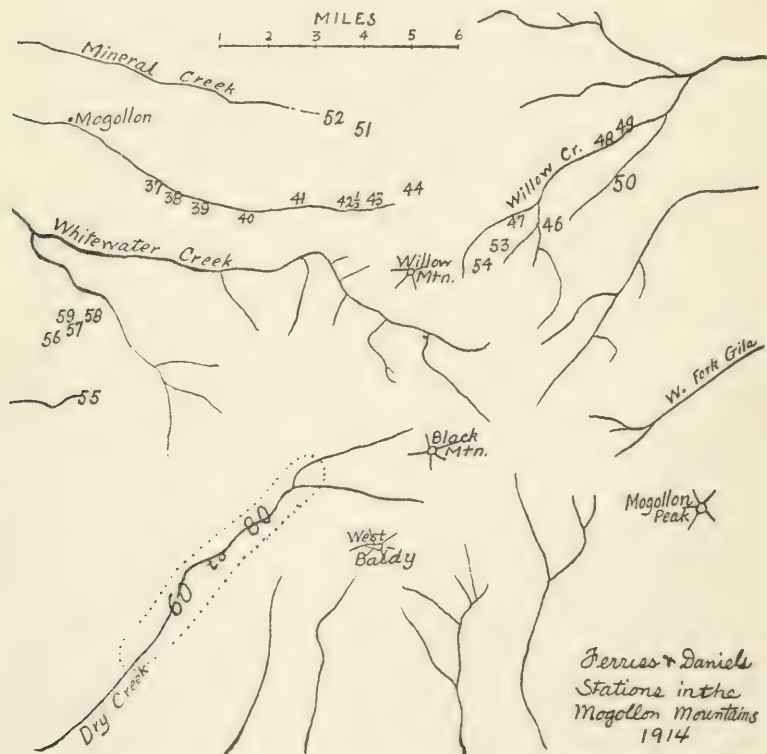 MILES
1 2 3 4 5 6
Mineral Creek
52
51
Mogollon
37
38
39
40
41
42½
43
44
Willow Cr.
48
49
50
47
46
53
54
Whitewater Creek
Willow
Mtn.
59
58
56
57
55
W. Fork Gila
Black
Mtn.
Mogollon
Peak
West
Baldy
60 to 80
Dry Creek
Ferriss & Daniels
Stations in the
Mogollon Mountains
1914